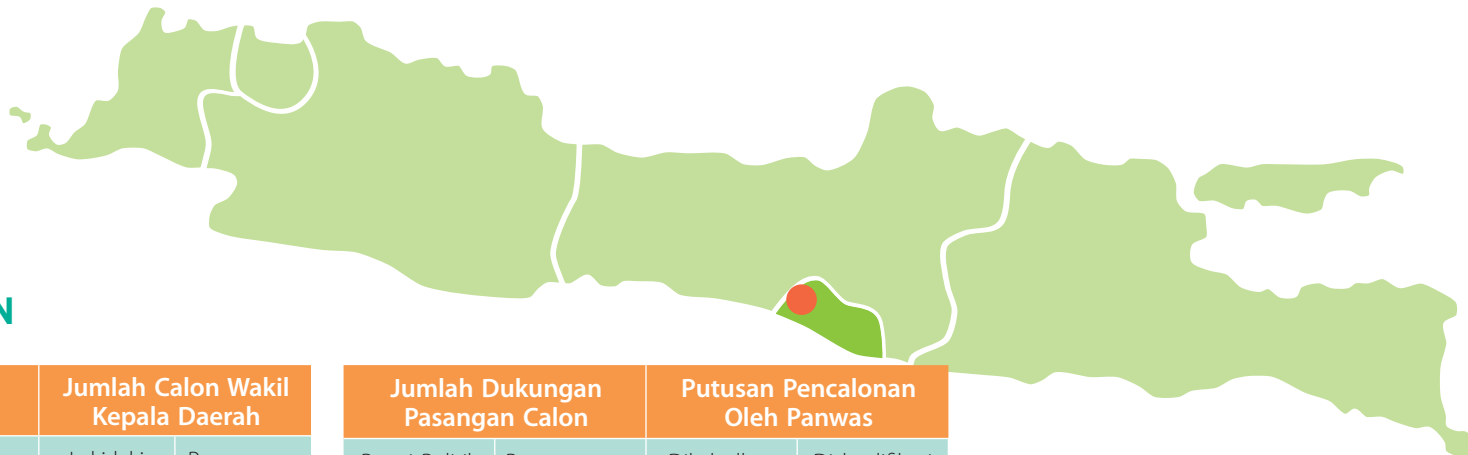 N
Jumlah Calon Wakil
Kepala Daerah
Jumlah Dukungan
Pasangan Calon
Putusan Pencalonan
Oleh Panwas